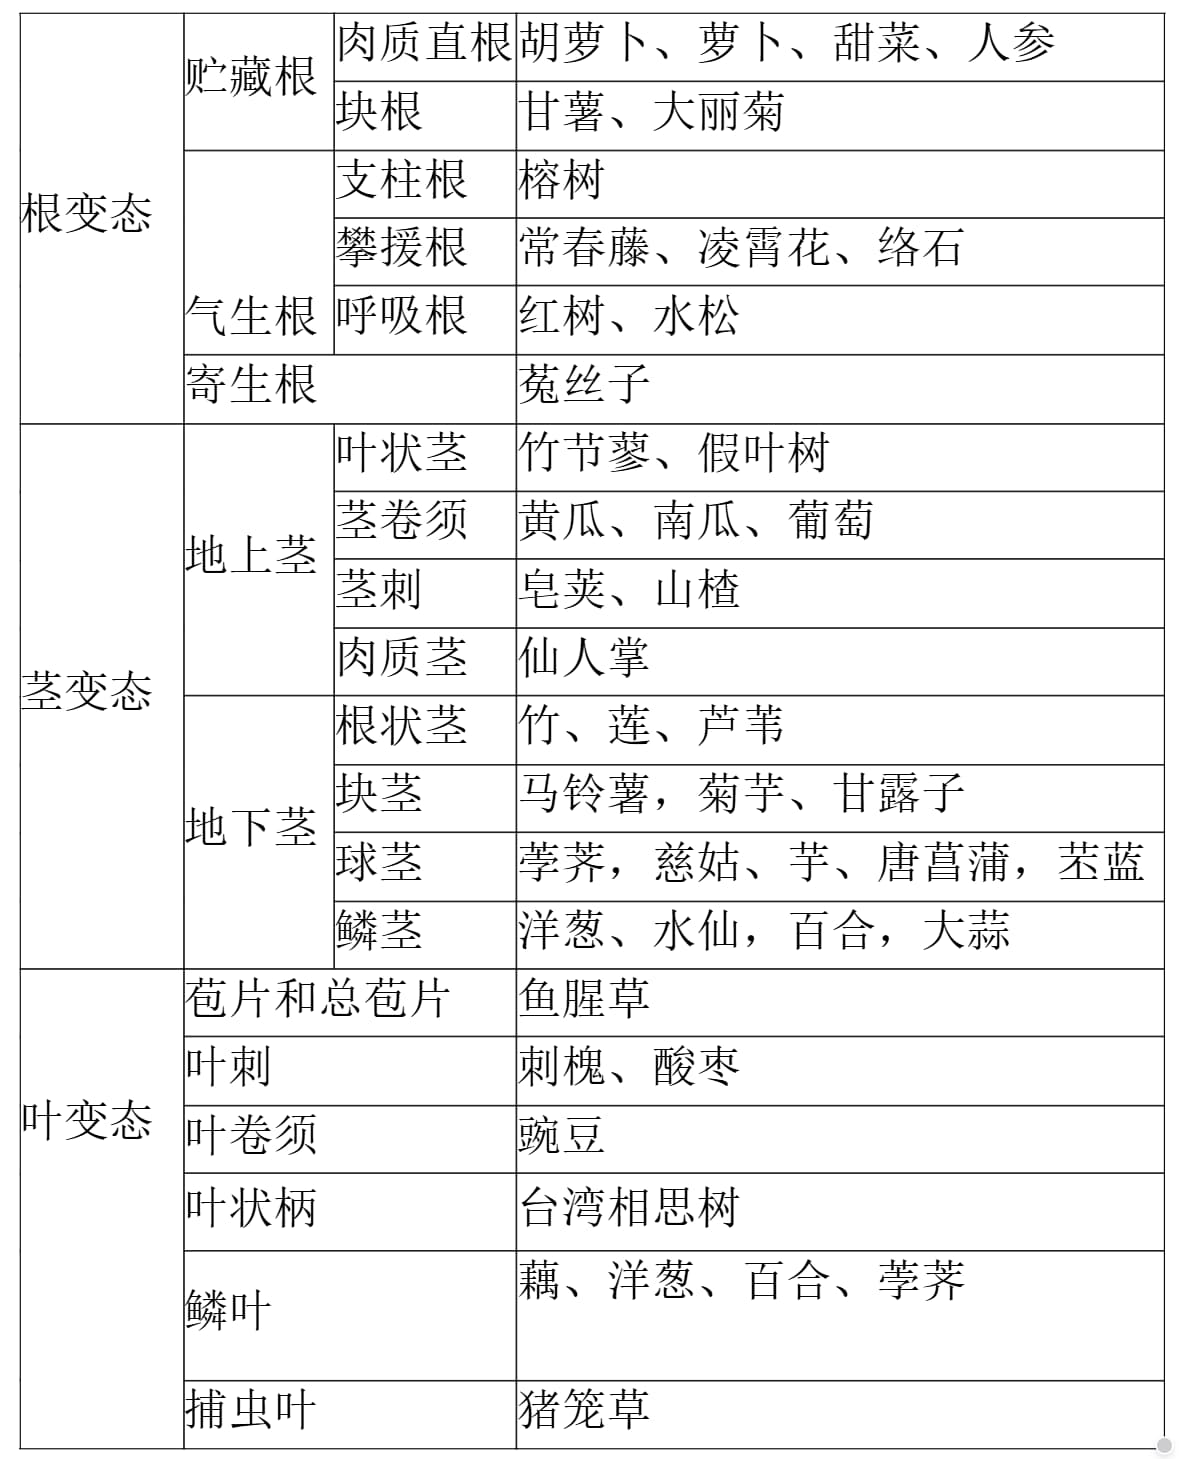 根变态 贮藏根 肉质直根 胡萝卜、萝卜、甜菜、人参
块根 甘薯、大丽菊
气生根 支柱根 榕树
攀援根 常春藤、凌霄花、络石
呼吸根 红树、水松
寄生根 菟丝子
茎变态 地上茎 叶状茎 竹节蓼、假叶树
茎卷须 黄瓜、南瓜、葡萄
茎刺 皂荚、山楂
肉质茎 仙人掌
地下茎 根状茎 竹、莲、芦苇
块茎 马铃薯，菊芋、甘露子
球茎 荸荠，慈姑、芋、唐菖蒲，苤蓝
鳞茎 洋葱、水仙，百合，大蒜
叶变态 苞片和总苞片 鱼腥草
叶刺 刺槐、酸枣
叶卷须 豌豆
叶状柄 台湾相思树
鳞叶 藕、洋葱、百合、荸荠
捕虫叶 猪笼草